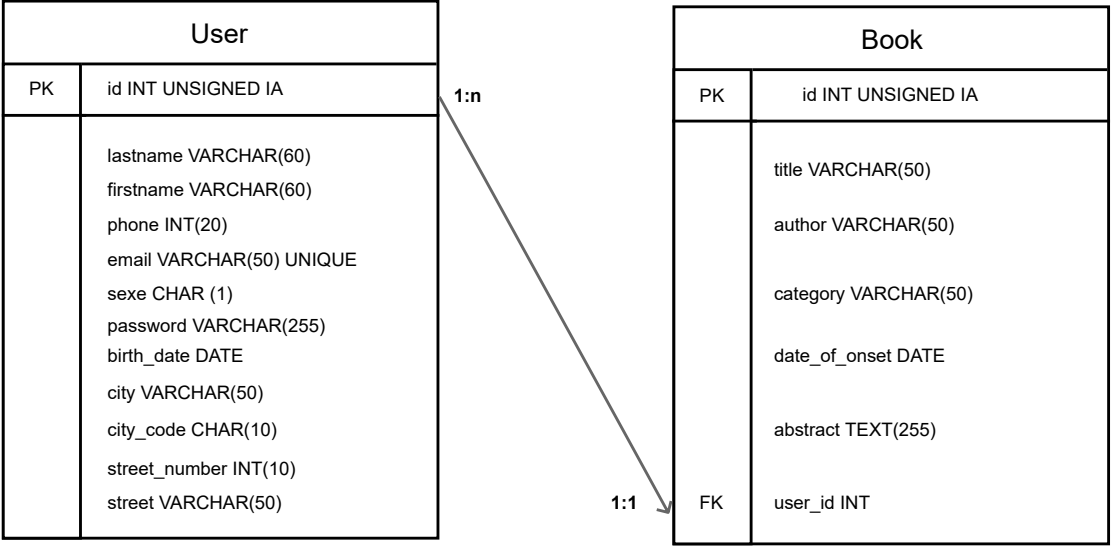 User
PK
id INT UNSIGNED IA
lastname VARCHAR(60)
firstname VARCHAR(60)
phone INT(20)
email VARCHAR(50) UNIQUE
sexe CHAR (1)
password VARCHAR(255)
birth_date DATE
city VARCHAR(50)
city_code CHAR(10)
street_number INT(10)
street VARCHAR(50)
1:n
1:1
Book
PK
id INT UNSIGNED IA
title VARCHAR(50)
author VARCHAR(50)
category VARCHAR(50)
date_of_onset DATE
abstract TEXT(255)
FK
user_id INT